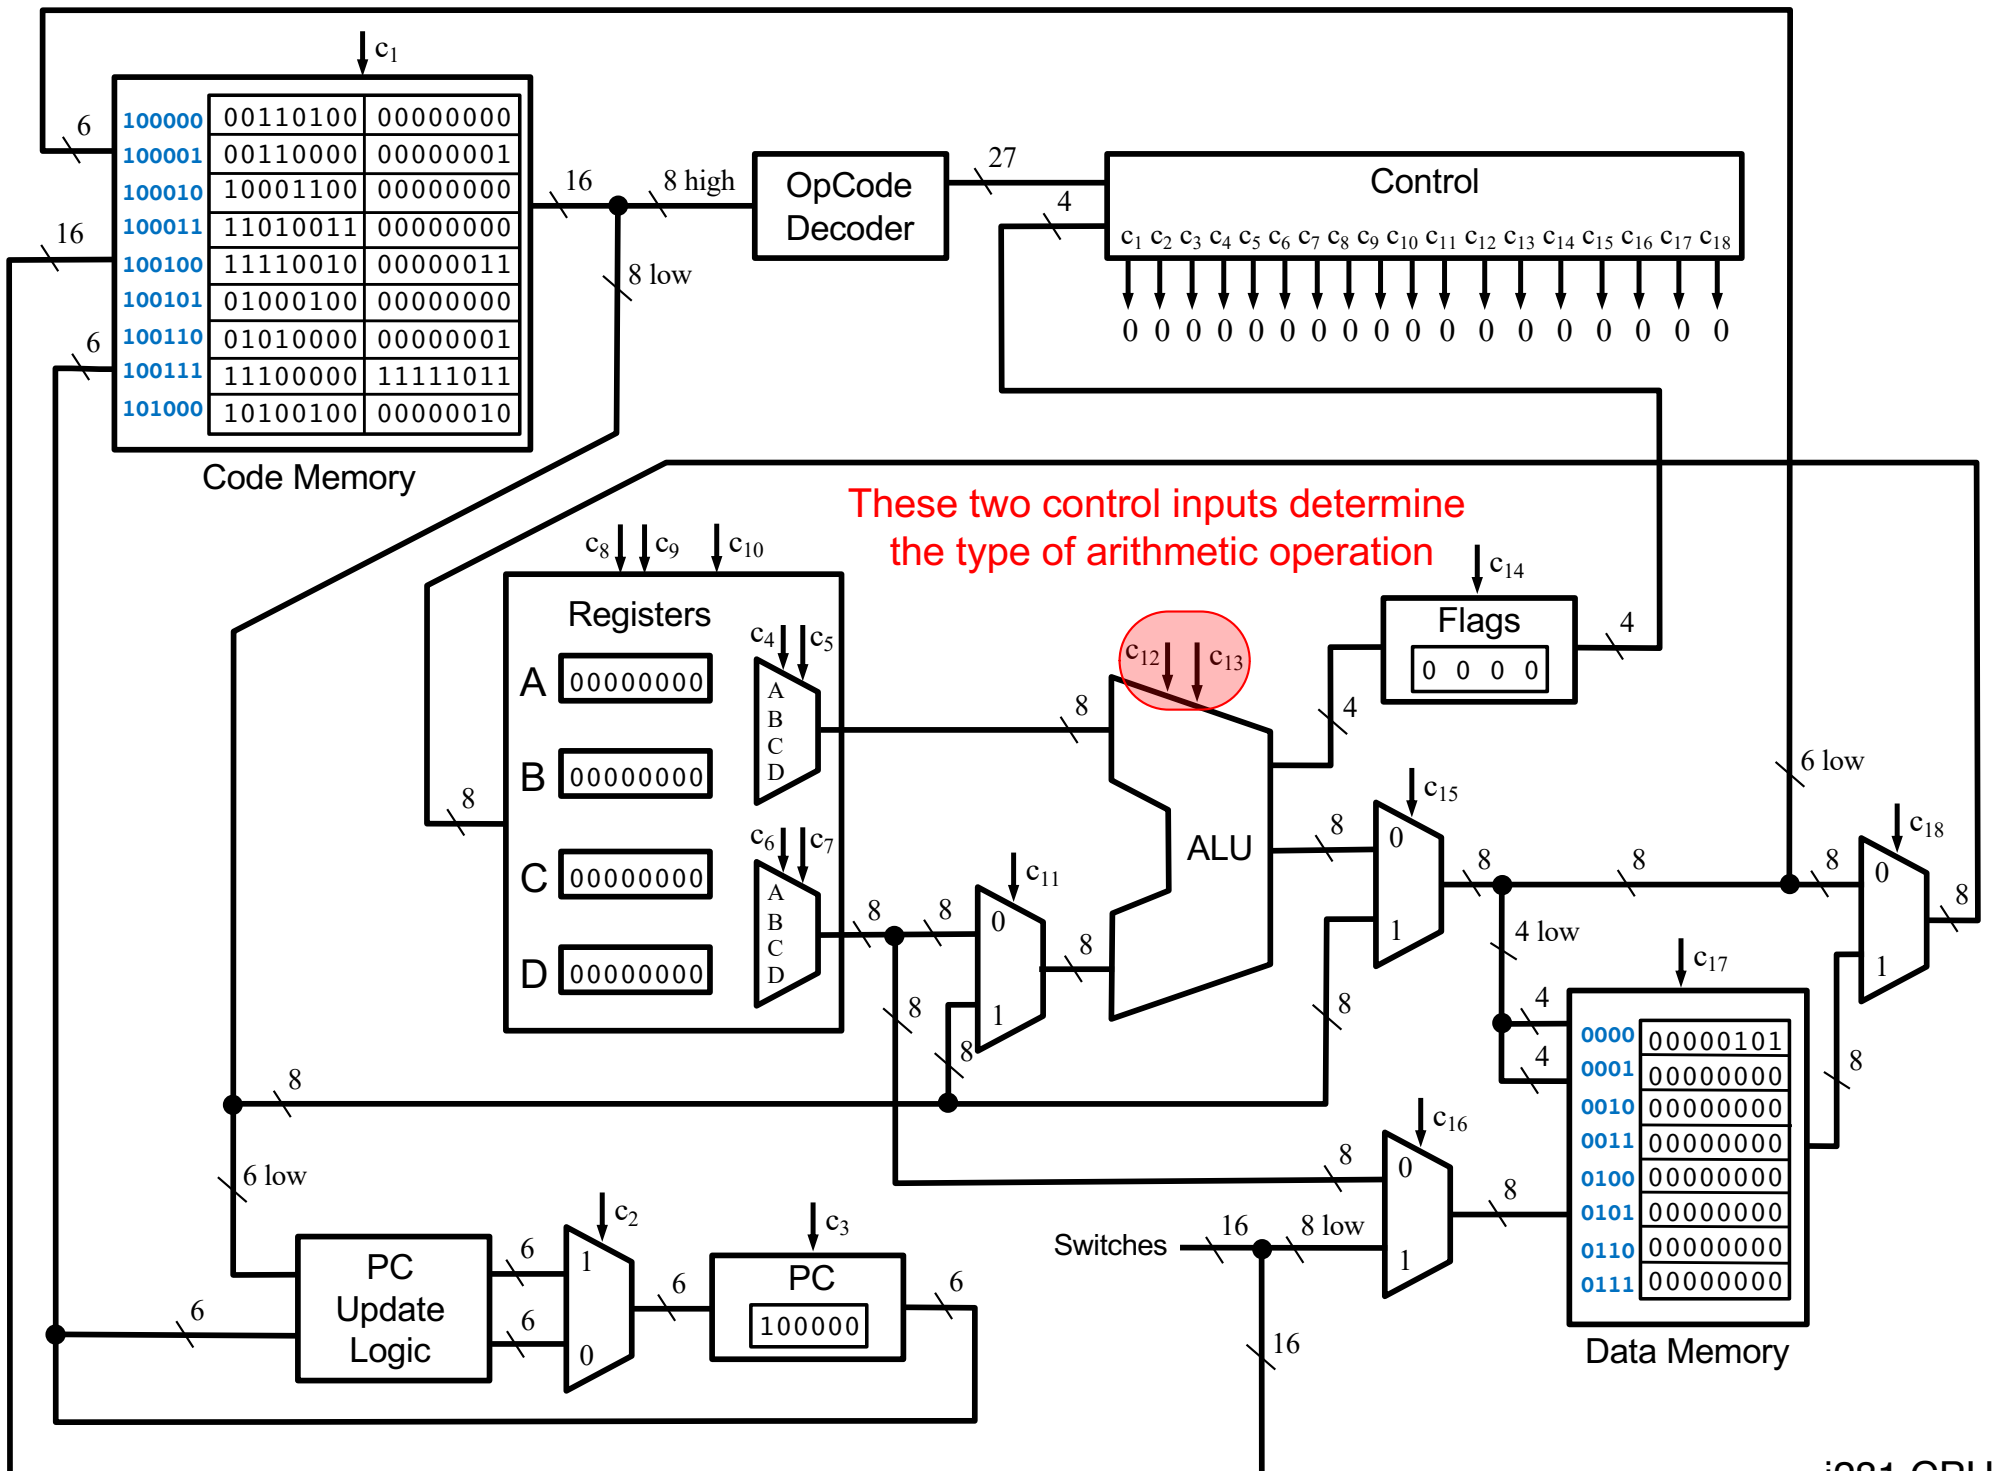 c1
100000 00110100 00000000
100001 00110000 00000001
100010 10001100 00000000
100011 11010011 00000000
100100 11110010 00000011
100101 01000100 00000000
100110 01010000 00000001
100111 11100000 11111011
101000 10100100 00000010
Code Memory
6
16
6
16
8 high
8 low
OpCode
Decoder
27
4
Control
c1 c2 c3 c4 c5 c6 c7 c8 c9 c10 c11 c12 c13 c14 c15 c16 c17 c18
0 0 0 0 0 0 0 0 0 0 0 0 0 0 0 0 0 0
These two control inputs determine
the type of arithmetic operation
c8 c9 c10
Registers
A 00000000
B 00000000
C 00000000
D 00000000
c4 c5
A
B
C
D
c6 c7
A
B
C
D
8
8
8
8
8
c11
0
1
8
8
c12 c13
ALU
c14
Flags
0 0 0 0
4
4
8
c15
0
1
8
8
8
6 low
8
c18
0
1
8
4 low
4
4
c17
0000 00000101
0001 00000000
0010 00000000
0011 00000000
0100 00000000
0101 00000000
0110 00000000
0111 00000000
Data Memory
8
8
6 low
PC
Update
Logic
6
6
6
c2
1
0
6
c3
PC
100000
6
Switches
16
8 low
16
8
c16
0
1
8